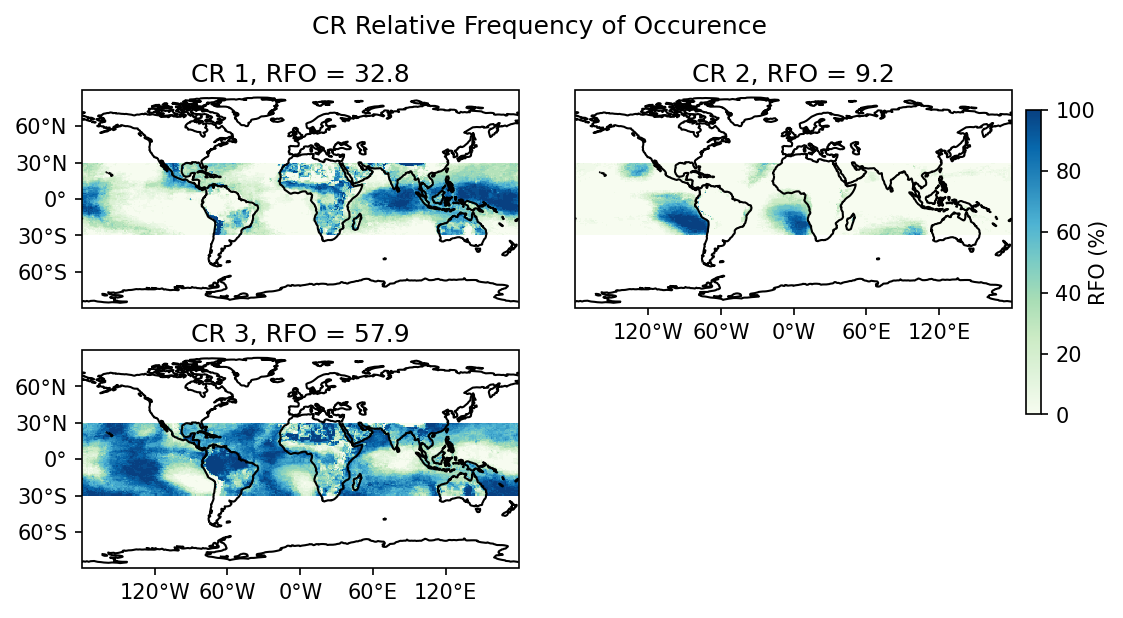 CR Relative Frequency of Occurence
CR 1, RFO = 32.8
60°N
30°N
0°
30°S
60°S
CR 2, RFO = 9.2
120°W 60°W 0°W 60°E 120°E
100
80
60
40
20
0
RFO (%)
CR 3, RFO = 57.9
60°N
30°N
0°
30°S
60°S
120°W 60°W 0°W 60°E 120°E